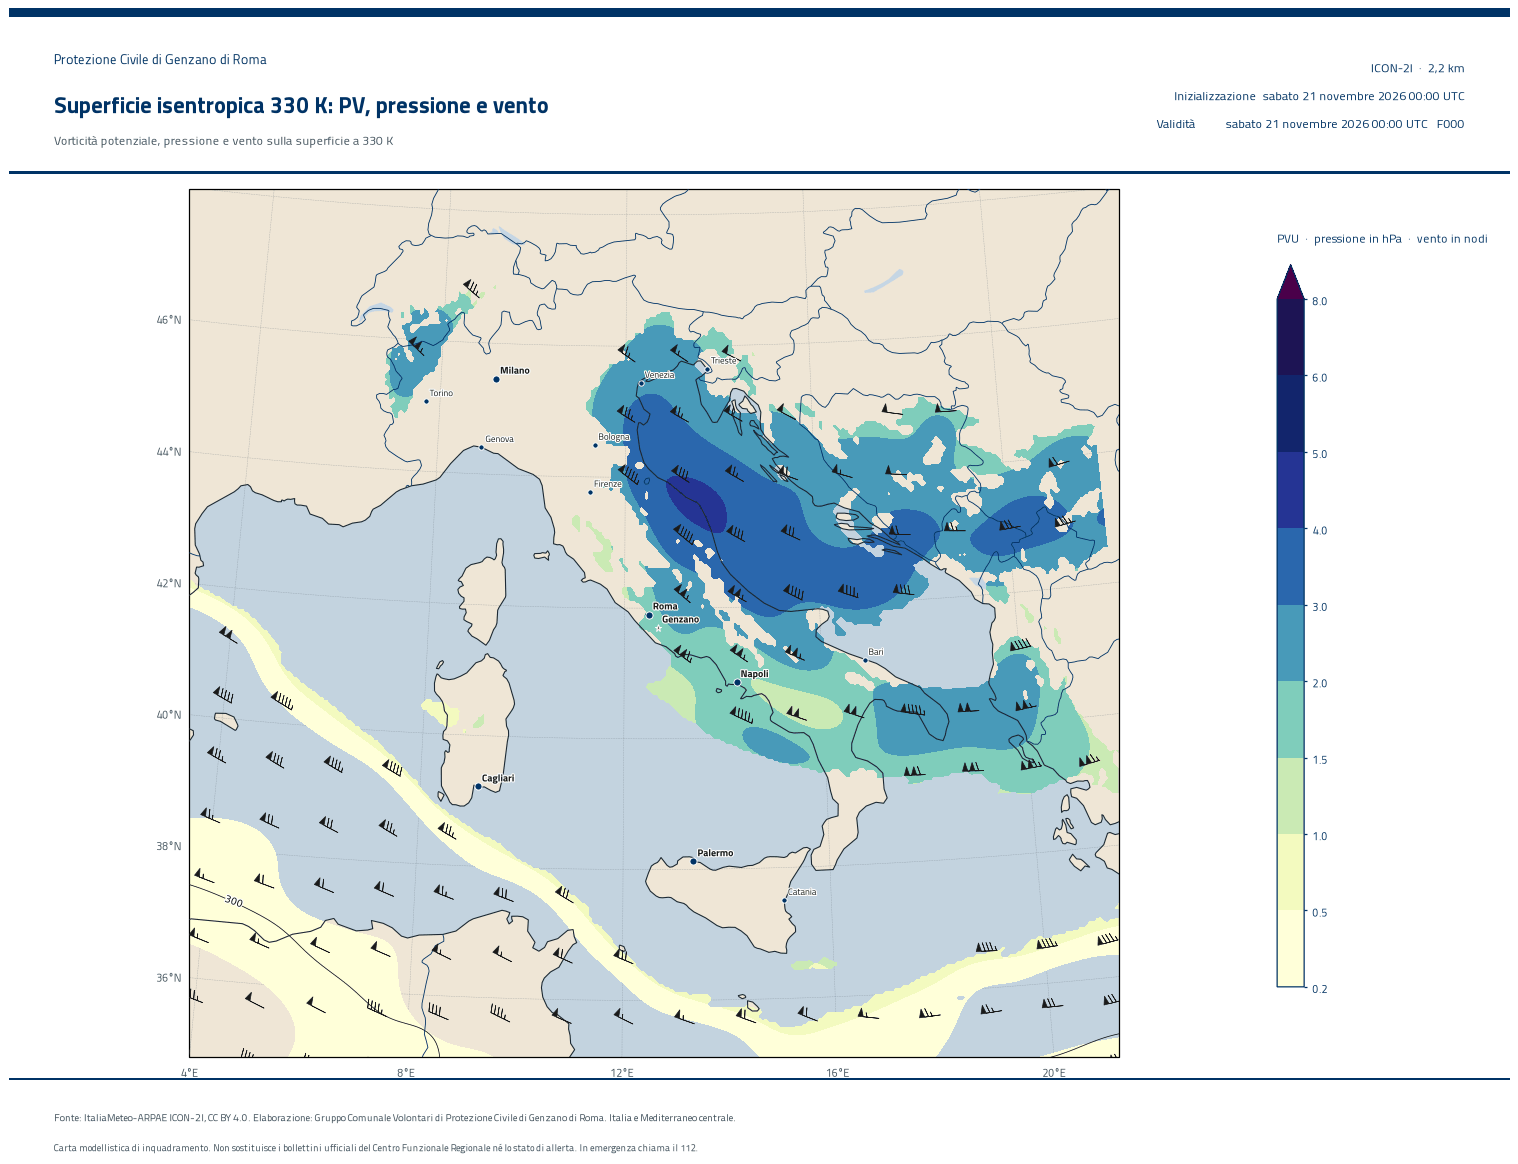 Protezione Civile di Genzano di Roma
Superficie isentropica 330 K: PV, pressione e vento
Vorticità potenziale, pressione e vento sulla superficie a 330 K
ICON-2I · 2,2 km
Inizializzazione sabato 21 novembre 2026 00:00 UTC
Validità sabato 21 novembre 2026 00:00 UTC F000
PVU · pressione in hPa · vento in nodi
8.0
6.0
5.0
4.0
3.0
2.0
1.5
1.0
0.5
0.2
46°N
44°N
42°N
40°N
38°N
36°N
4°E
8°E
12°E
16°E
20°E
Milano
Torino
Venezia
Trieste
Genova
Bologna
Firenze
Roma
Genzano
Napoli
Bari
Cagliari
Palermo
Catania
300
Fonte: ItaliaMeteo-ARPAE ICON-2I, CC BY 4.0. Elaborazione: Gruppo Comunale Volontari di Protezione Civile di Genzano di Roma. Italia e Mediterraneo centrale.
Carta modellistica di inquadramento. Non sostituisce i bollettini ufficiali del Centro Funzionale Regionale né lo stato di allerta. In emergenza chiama il 112.